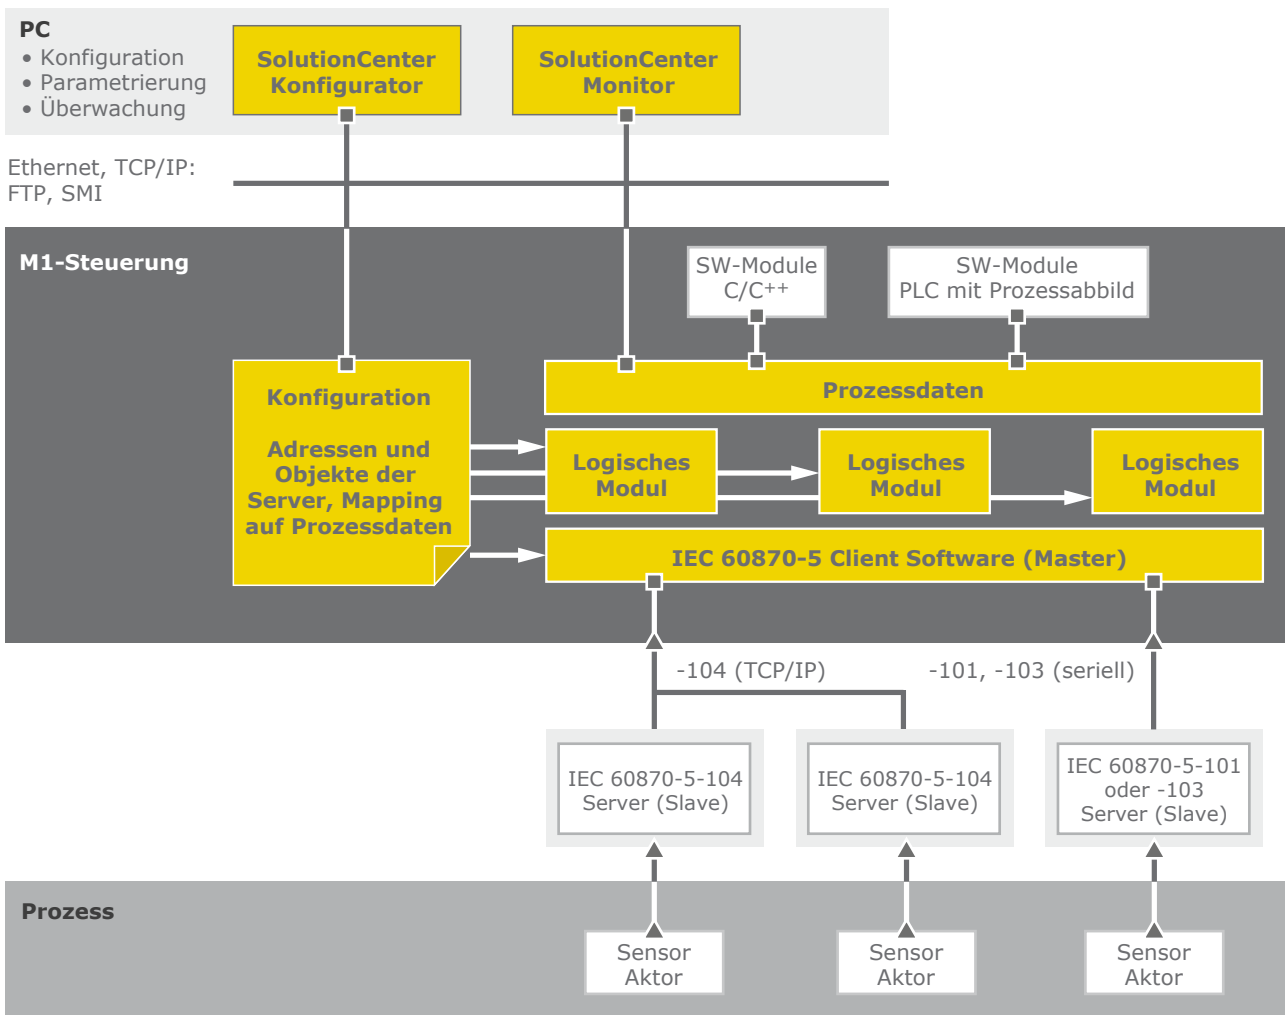 PC
• Konfiguration
• Parametrierung
• Überwachung
SolutionCenter
Konfigurator
SolutionCenter
Monitor
Ethernet, TCP/IP:
FTP, SMI
M1-Steuerung
SW-Module
C/C++
SW-Module
PLC mit Prozessabbild
Konfiguration
Adressen und
Objekte der
Server, Mapping
auf Prozessdaten
Prozessdaten
Logisches
Modul
Logisches
Modul
Logisches
Modul
IEC 60870-5 Client Software (Master)
-104 (TCP/IP)
-101, -103 (seriell)
IEC 60870-5-104
Server (Slave)
IEC 60870-5-104
Server (Slave)
IEC 60870-5-101
oder -103
Server (Slave)
Prozess
Sensor
Aktor
Sensor
Aktor
Sensor
Aktor